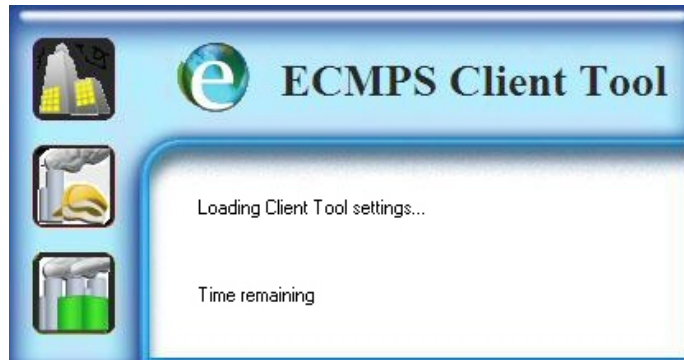 e ECMPS Client Tool
Loading Client Tool settings...
Time remaining